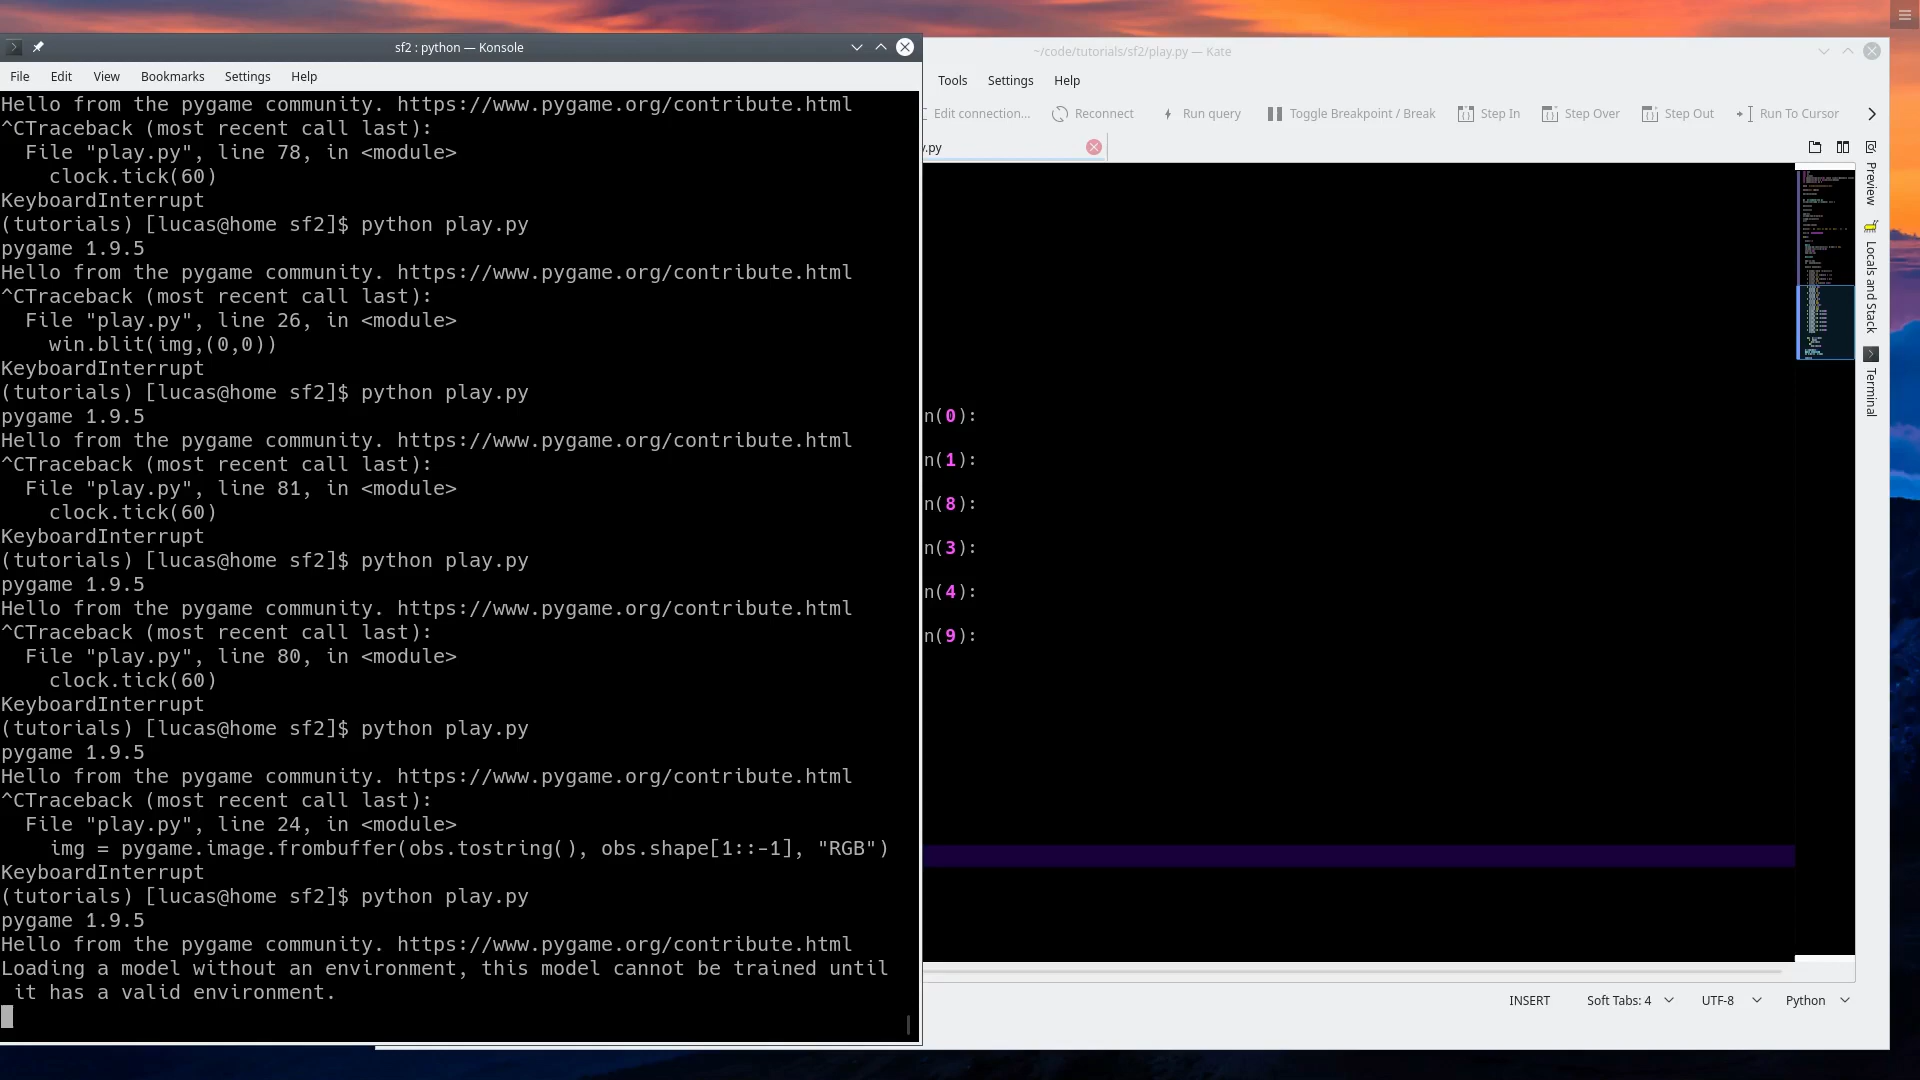 sf2 : python — Konsole
File Edit View Bookmarks Settings Help
Hello from the pygame community. https://www.pygame.org/contribute.html
^CTraceback (most recent call last):
  File "play.py", line 78, in <module>
    clock.tick(60)
KeyboardInterrupt
(tutorials) [lucas@home sf2]$ python play.py
pygame 1.9.5
Hello from the pygame community. https://www.pygame.org/contribute.html
^CTraceback (most recent call last):
  File "play.py", line 26, in <module>
    win.blit(img,(0,0))
KeyboardInterrupt
(tutorials) [lucas@home sf2]$ python play.py
pygame 1.9.5
Hello from the pygame community. https://www.pygame.org/contribute.html
^CTraceback (most recent call last):
  File "play.py", line 81, in <module>
    clock.tick(60)
KeyboardInterrupt
(tutorials) [lucas@home sf2]$ python play.py
pygame 1.9.5
Hello from the pygame community. https://www.pygame.org/contribute.html
^CTraceback (most recent call last):
  File "play.py", line 80, in <module>
    clock.tick(60)
KeyboardInterrupt
(tutorials) [lucas@home sf2]$ python play.py
pygame 1.9.5
Hello from the pygame community. https://www.pygame.org/contribute.html
^CTraceback (most recent call last):
  File "play.py", line 24, in <module>
    img = pygame.image.frombuffer(obs.tostring(), obs.shape[1::-1], "RGB")
KeyboardInterrupt
(tutorials) [lucas@home sf2]$ python play.py
pygame 1.9.5
Hello from the pygame community. https://www.pygame.org/contribute.html
Loading a model without an environment, this model cannot be trained until
 it has a valid environment.
~/code/tutorials/sf2/play.py — Kate
Tools Settings Help
Edit connection... Reconnect Run query Toggle Breakpoint / Break Step In Step Over Step Out Run To Cursor
.py
n(0):
n(1):
n(8):
n(3):
n(4):
n(9):
Preview
Locals and Stack
Terminal
INSERT Soft Tabs: 4 UTF-8 Python